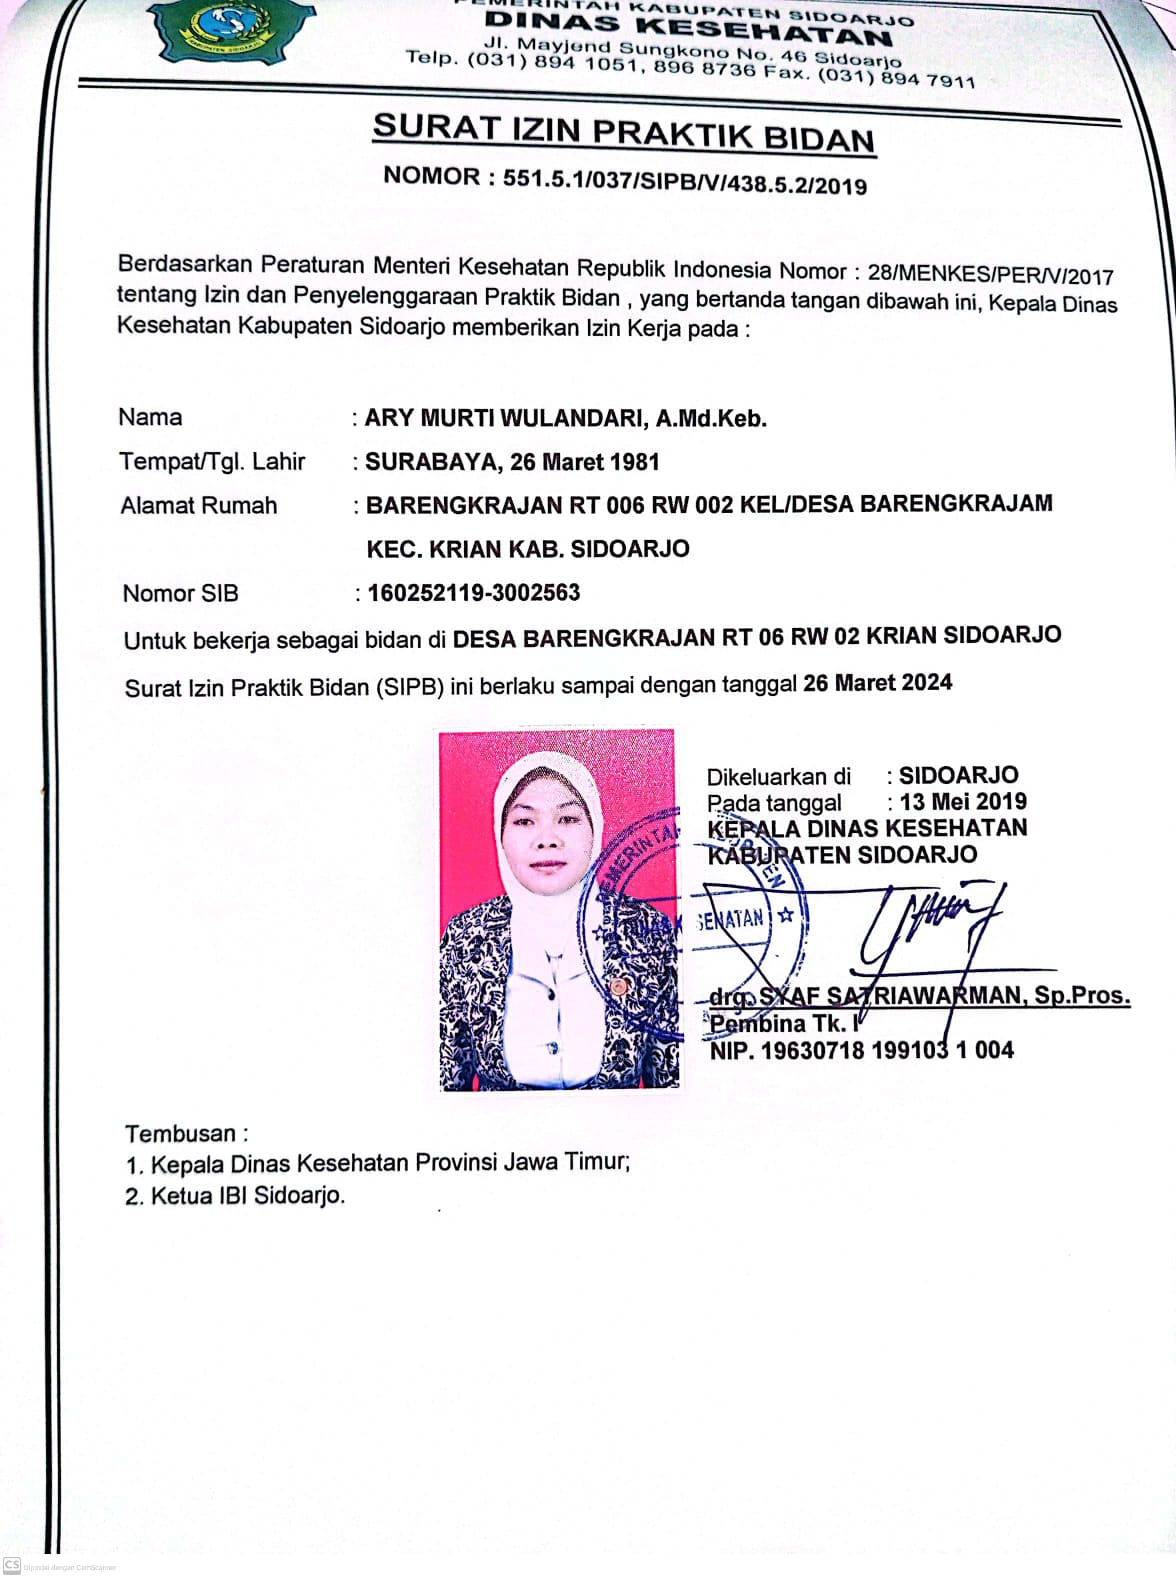 PEMERINTAH KABUPATEN SIDOARJO
DINAS KESEHATAN
Jl. Mayjend Sungkono No. 46 Sidoarjo
Telp. (031) 894 1051, 896 8736 Fax. (031) 894 7911
KABUPATEN SIDOARJO
SURAT IZIN PRAKTIK BIDAN
NOMOR : 551.5.1/037/SIPB/V/438.5.2/2019
Berdasarkan Peraturan Menteri Kesehatan Republik Indonesia Nomor : 28/MENKES/PER/V/2017
tentang Izin dan Penyelenggaraan Praktik Bidan , yang bertanda tangan dibawah ini, Kepala Dinas
Kesehatan Kabupaten Sidoarjo memberikan Izin Kerja pada :
Nama : ARY MURTI WULANDARI, A.Md.Keb.
Tempat/Tgl. Lahir : SURABAYA, 26 Maret 1981
Alamat Rumah : BARENGKRAJAN RT 006 RW 002 KEL/DESA BARENGKRAJAM
KEC. KRIAN KAB. SIDOARJO
Nomor SIB : 160252119-3002563
Untuk bekerja sebagai bidan di DESA BARENGKRAJAN RT 06 RW 02 KRIAN SIDOARJO
Surat Izin Praktik Bidan (SIPB) ini berlaku sampai dengan tanggal 26 Maret 2024
Dikeluarkan di : SIDOARJO
Pada tanggal : 13 Mei 2019
KEPALA DINAS KESEHATAN
KABUPATEN SIDOARJO
drg. SYAF SATRIAWARMAN, Sp.Pros.
Pembina Tk. I
NIP. 19630718 199103 1 004
Tembusan :
1. Kepala Dinas Kesehatan Provinsi Jawa Timur;
2. Ketua IBI Sidoarjo.
CS Dipindai dengan CamScanner